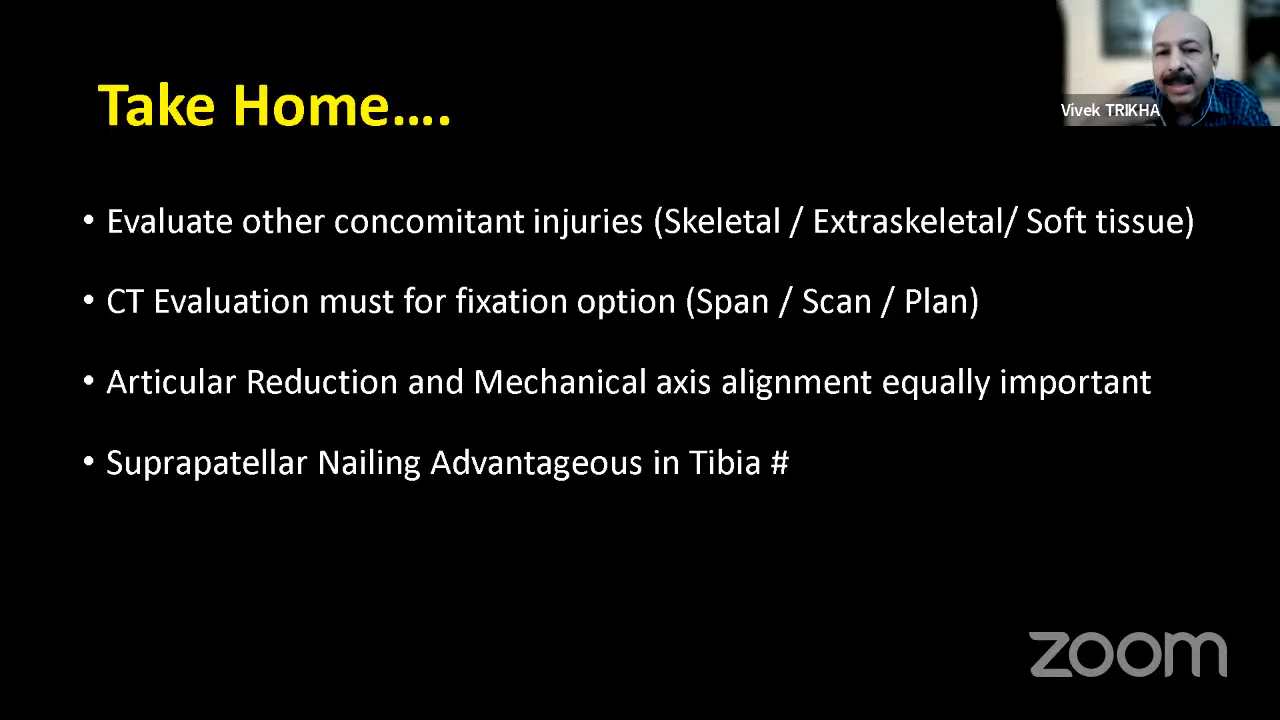 Vivek TRIKHA
Take Home....
• Evaluate other concomitant injuries (Skeletal / Extraskeletal/ Soft tissue)
• CT Evaluation must for fixation option (Span / Scan / Plan)
• Articular Reduction and Mechanical axis alignment equally important
• Suprapatellar Nailing Advantageous in Tibia #
zoom